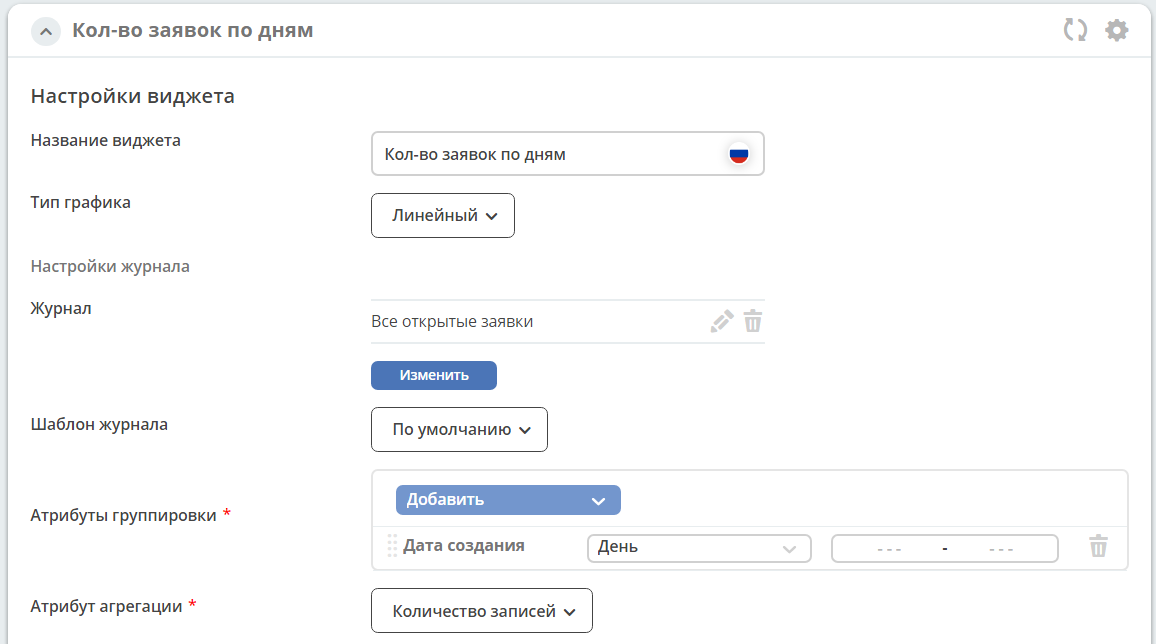 Кол-во заявок по дням
Настройки виджета
Название виджета
Кол-во заявок по дням
Тип графика
Линейный
Настройки журнала
Журнал
Все открытые заявки
Изменить
Шаблон журнала
По умолчанию
Добавить
Атрибуты группировки *
Дата создания День --- - ---
Атрибут агрегации *
Количество записей